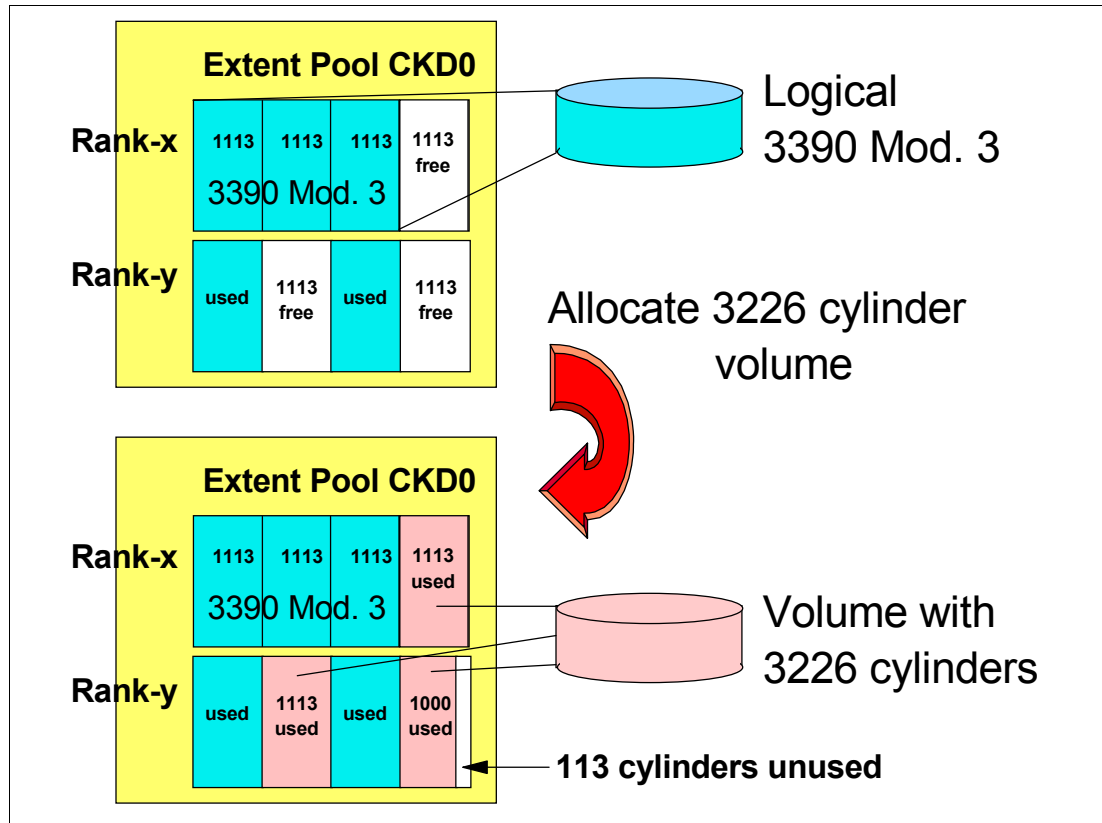 Extent Pool CKD0
Rank-x
1113 1113 1113 1113
free
3390 Mod. 3
Logical
3390 Mod. 3
Rank-y
used 1113
free used 1113
free
Allocate 3226 cylinder
volume
Extent Pool CKD0
Rank-x
1113 1113 1113 1113
used
3390 Mod. 3
Volume with
3226 cylinders
Rank-y
used 1113
used used 1000
used
113 cylinders unused